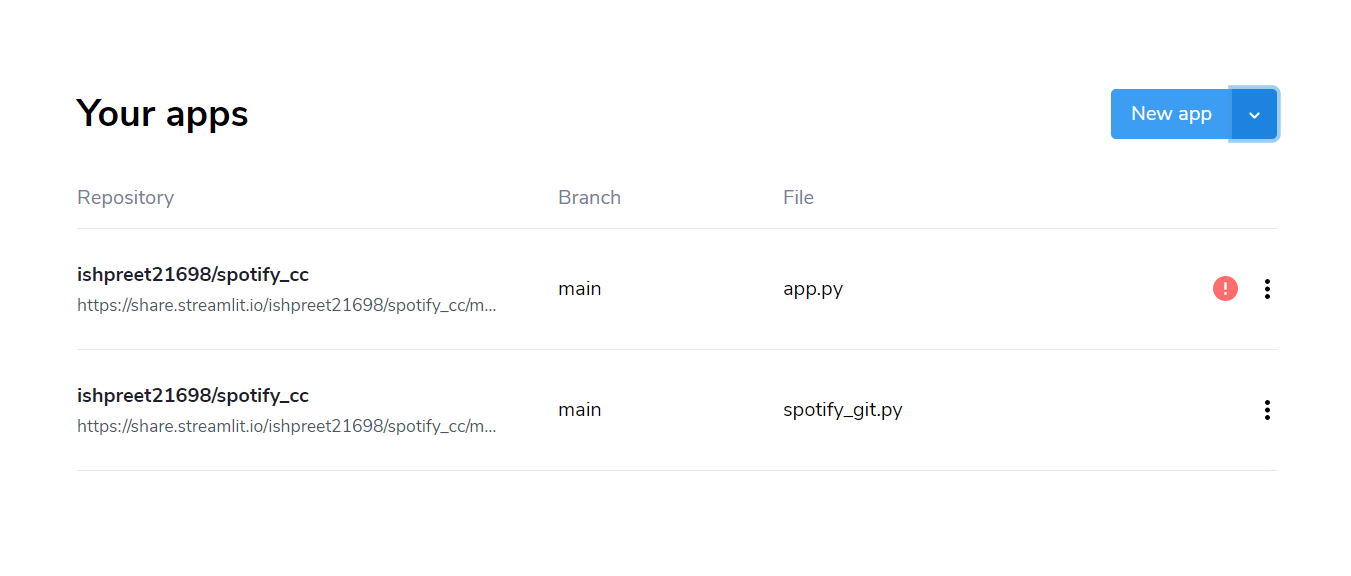 Your apps
New app
Repository Branch File
ishpreet21698/spotify_cc
https://share.streamlit.io/ishpreet21698/spotify_cc/m...
main app.py
ishpreet21698/spotify_cc
https://share.streamlit.io/ishpreet21698/spotify_cc/m...
main spotify_git.py